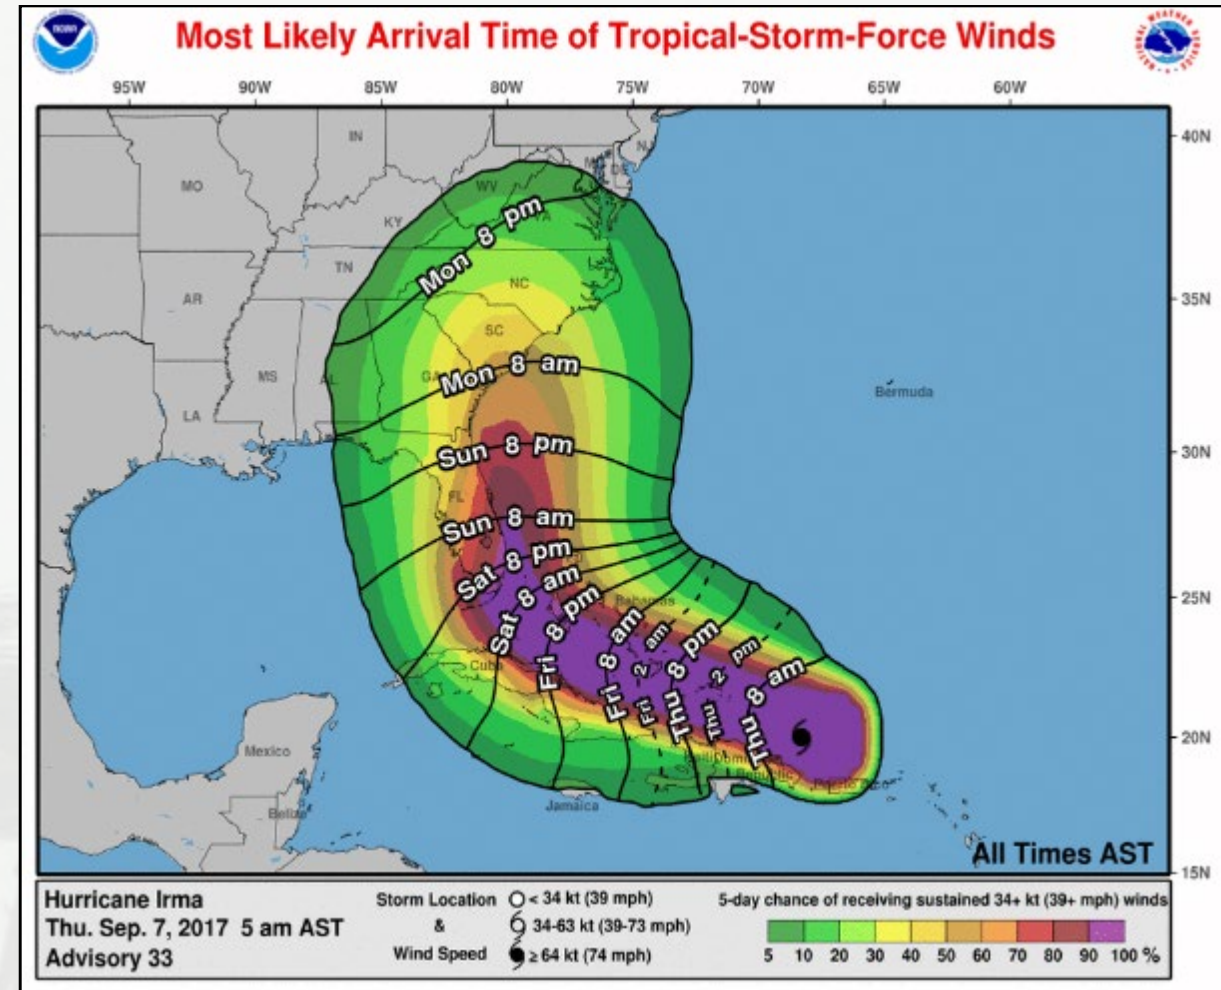 Most Likely Arrival Time of Tropical-Storm-Force Winds
NOAA
95W 90W 85W 80W 75W 70W 65W 60W
40N
35N
30N
25N
20N
15N
IN
MO
WV
KY
VA
TN
NC
AR
SC
MS
AL
GA
LA
FL
NJ
DE
Bermuda
Bahamas
Cuba
Mexico
Belize
Jamaica
Haiti
Dominican
Republic
Puerto Rico
Mon 8 pm
Mon 8 am
Sun 8 pm
Sun 8 am
Sat 8 pm
Sat 8 am
Fri 8 pm
Fri 8 am
Fri 2 am
Thu 8 pm
Thu 2 pm
Thu 8 am
All Times AST
Hurricane Irma
Thu. Sep. 7, 2017 5 am AST
Advisory 33
Storm Location
&
Wind Speed
< 34 kt (39 mph)
34-63 kt (39-73 mph)
≥ 64 kt (74 mph)
5-day chance of receiving sustained 34+ kt (39+ mph) winds
5 10 20 30 40 50 60 70 80 90 100 %